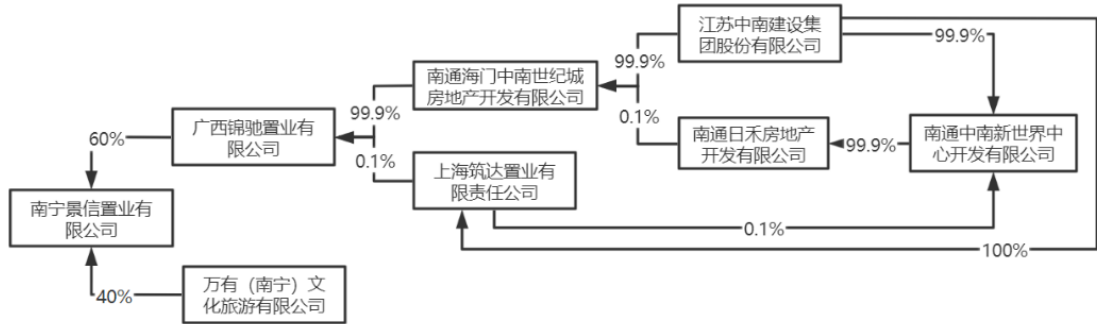 江苏中南建设集
团股份有限公司
99.9%
99.9%
南通海门中南世纪城
房地产开发有限公司
99.9%
0.1%
广西锦驰置业有
限公司
60%
0.1%
南通日禾房地产
开发有限公司
99.9%
南通中南新世界中
心开发有限公司
上海筑达置业有
限责任公司
南宁景信置业有
限公司
0.1%
100%
40%
万有（南宁）文
化旅游有限公司